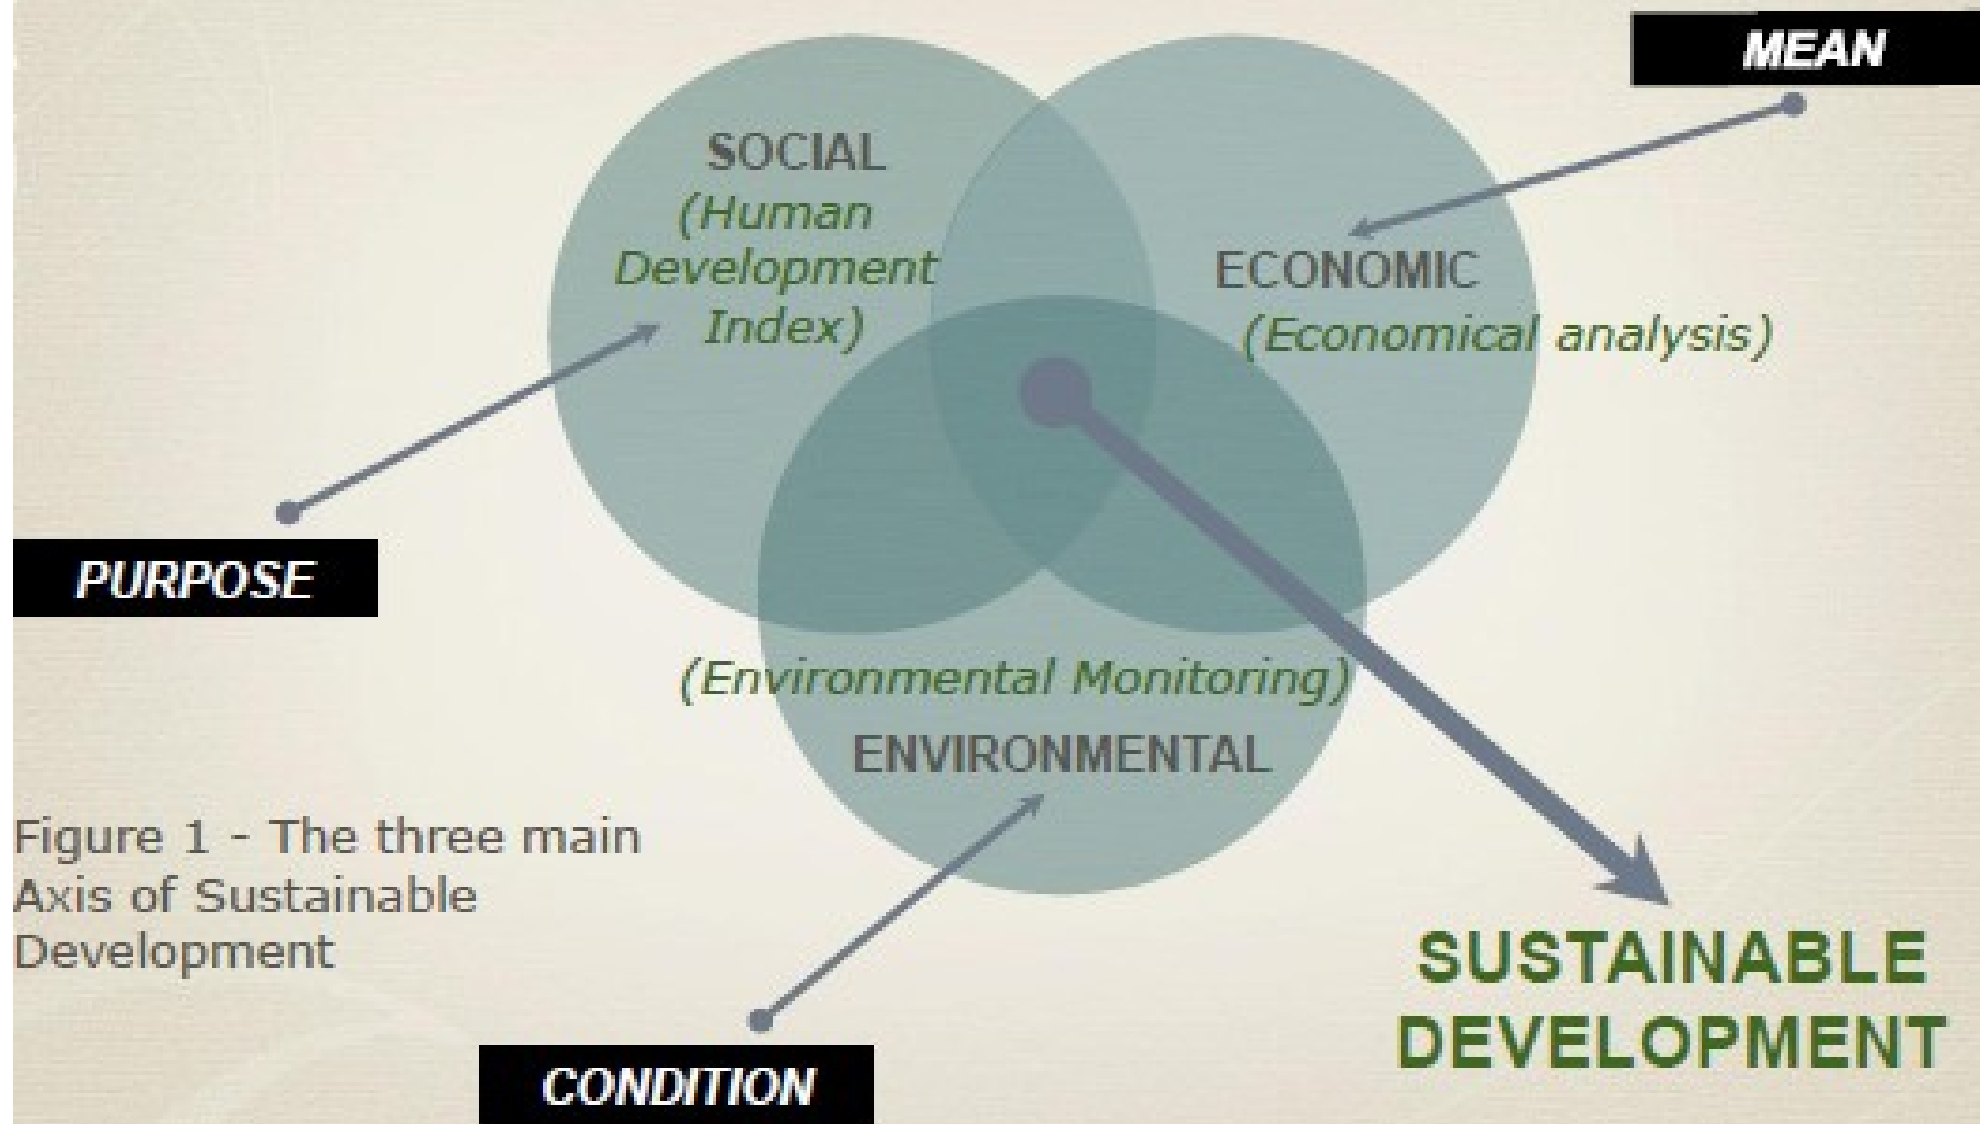 MEAN
SOCIAL
(Human
Development
Index)
ECONOMIC
(Economical analysis)
PURPOSE
(Environmental Monitoring)
ENVIRONMENTAL
Figure 1 - The three main
Axis of Sustainable
Development
CONDITION
SUSTAINABLE
DEVELOPMENT